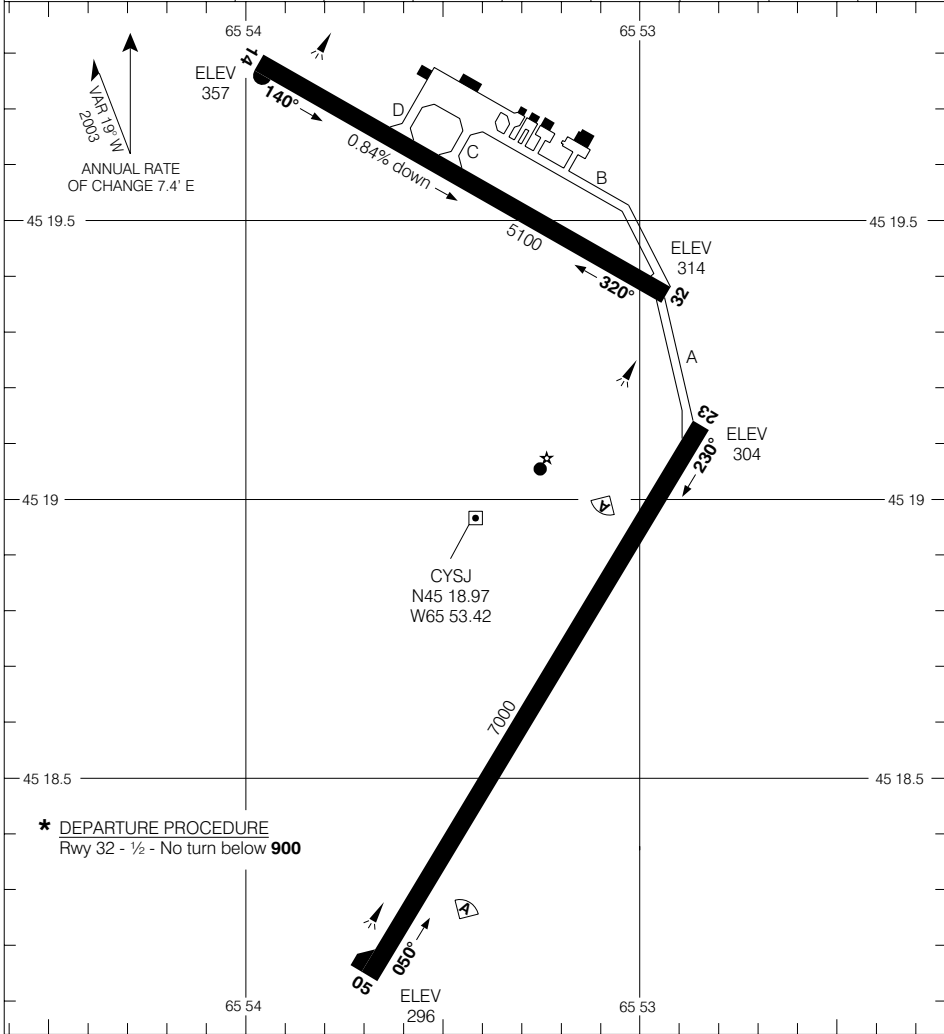 65 54
65 53
14
ELEV
357
140°
VAR 19° W
2003
ANNUAL RATE
OF CHANGE 7.4' E
D
C
B
0.84% down
45 19.5
45 19.5
5100
ELEV
314
320°
32
A
23
ELEV
304
230°
45 19
45 19
A
CYSJ
N45 18.97
W65 53.42
7000
45 18.5
45 18.5
* DEPARTURE PROCEDURE
Rwy 32 - ½ - No turn below 900
A
050°
05
ELEV
296
65 54
65 53